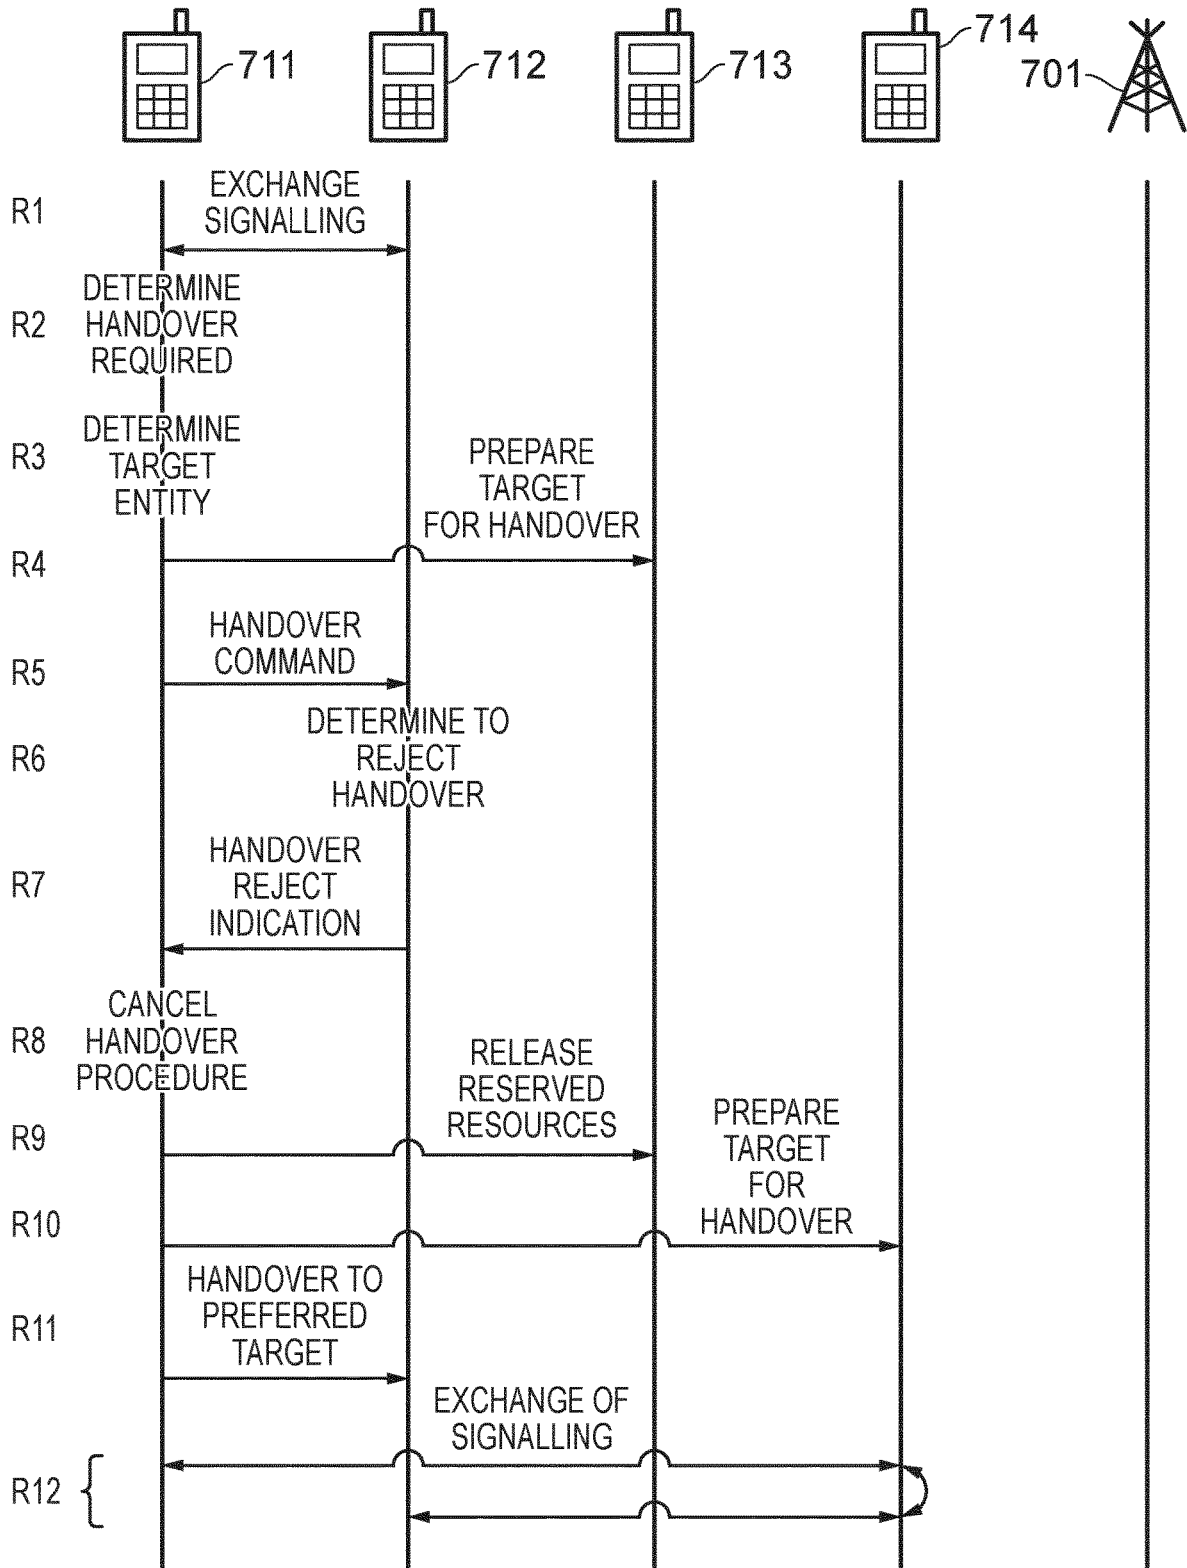 711
712
713
714
701
R1
EXCHANGE
SIGNALLING
R2
DETERMINE
HANDOVER
REQUIRED
R3
DETERMINE
TARGET
ENTITY
PREPARE
TARGET
FOR HANDOVER
R4
HANDOVER
COMMAND
R5
DETERMINE TO
REJECT
HANDOVER
R6
HANDOVER
REJECT
INDICATION
R7
CANCEL
HANDOVER
PROCEDURE
R8
RELEASE
RESERVED
RESOURCES
R9
PREPARE
TARGET
FOR
HANDOVER
R10
HANDOVER TO
PREFERRED
TARGET
R11
EXCHANGE OF
SIGNALLING
R12